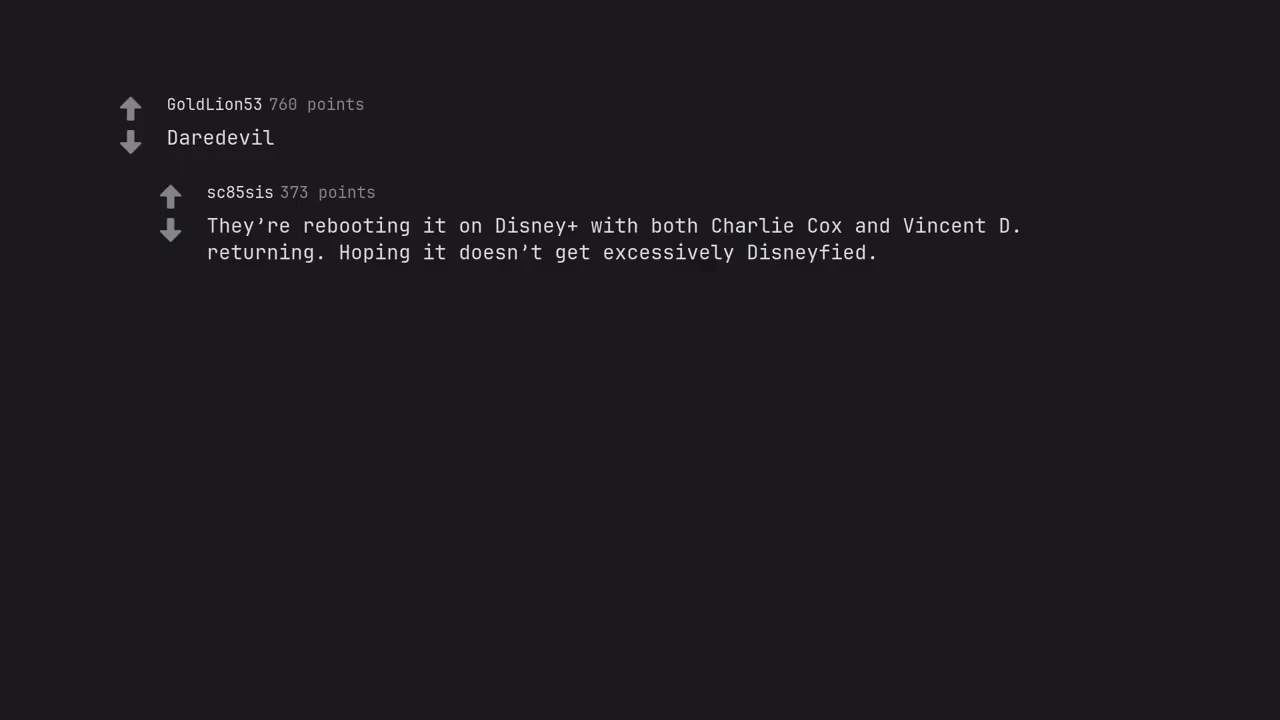 GoldLion53 760 points
Daredevil
sc85sis 373 points
They’re rebooting it on Disney+ with both Charlie Cox and Vincent D.
returning. Hoping it doesn’t get excessively Disneyfied.